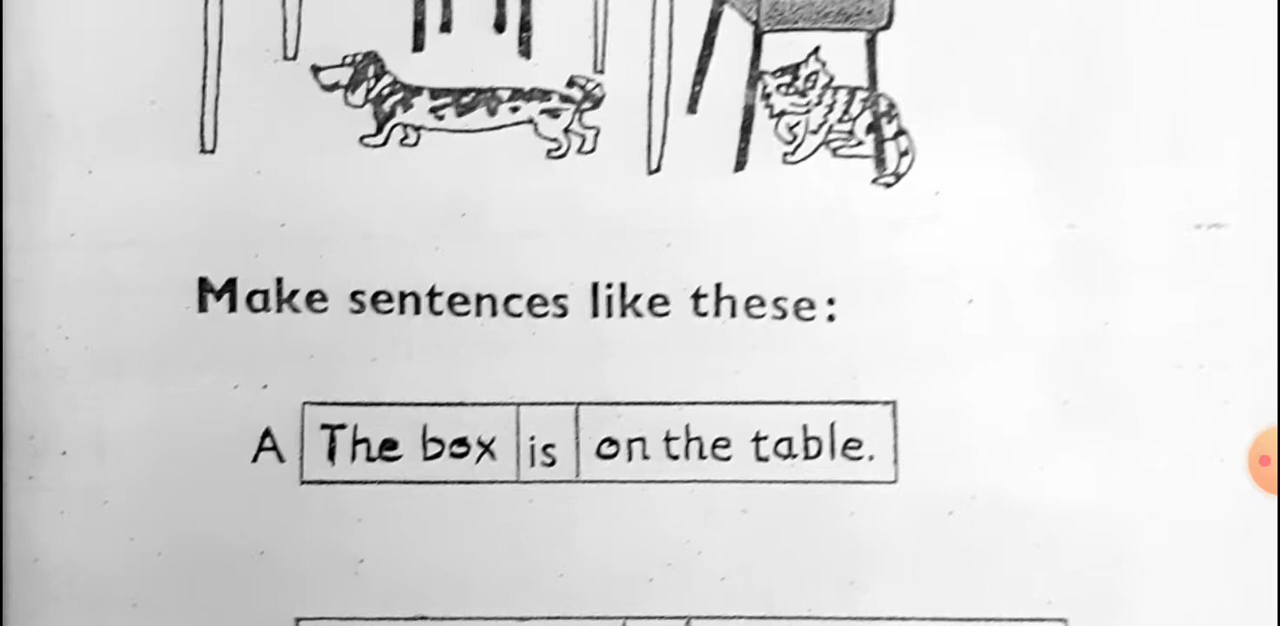 Make sentences like these:
A The box is on the table.